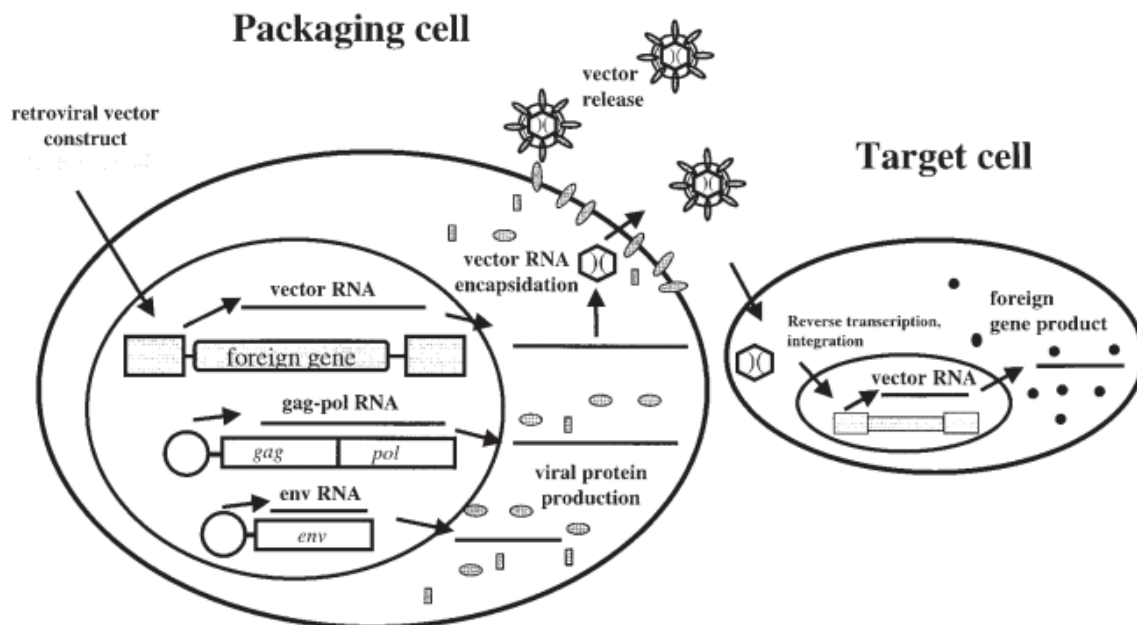 Packaging cell
vector
release
retroviral vector
construct
Target cell
vector RNA
encapsidation
vector RNA
foreign gene
gag-pol RNA
gag pol
viral protein
production
env RNA
env
foreign
gene product
Reverse transcription,
integration
vector RNA